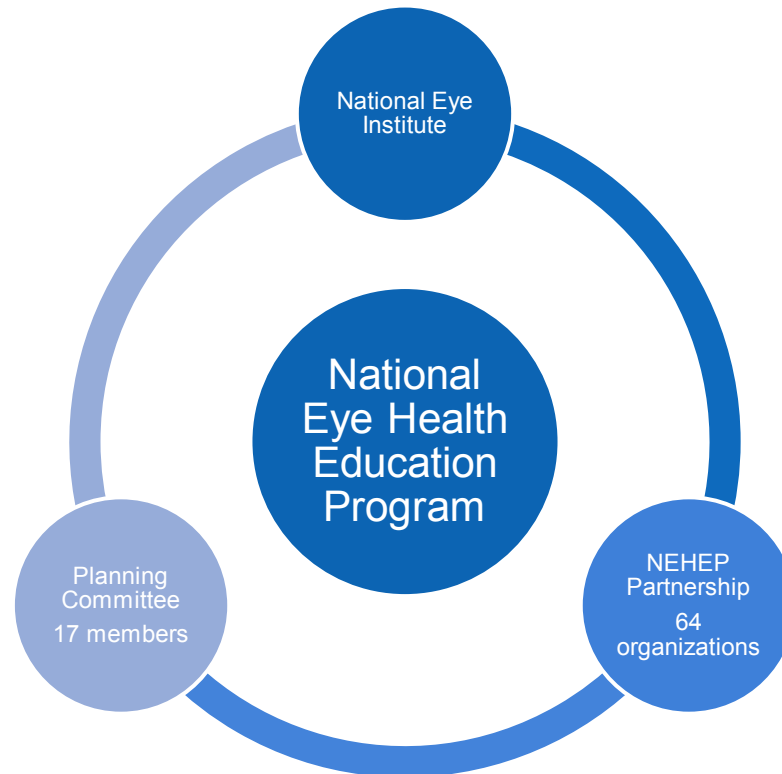 National Eye
Institute
National
Eye Health
Education
Program
Planning
Committee
17 members
NEHEP
Partnership
64
organizations